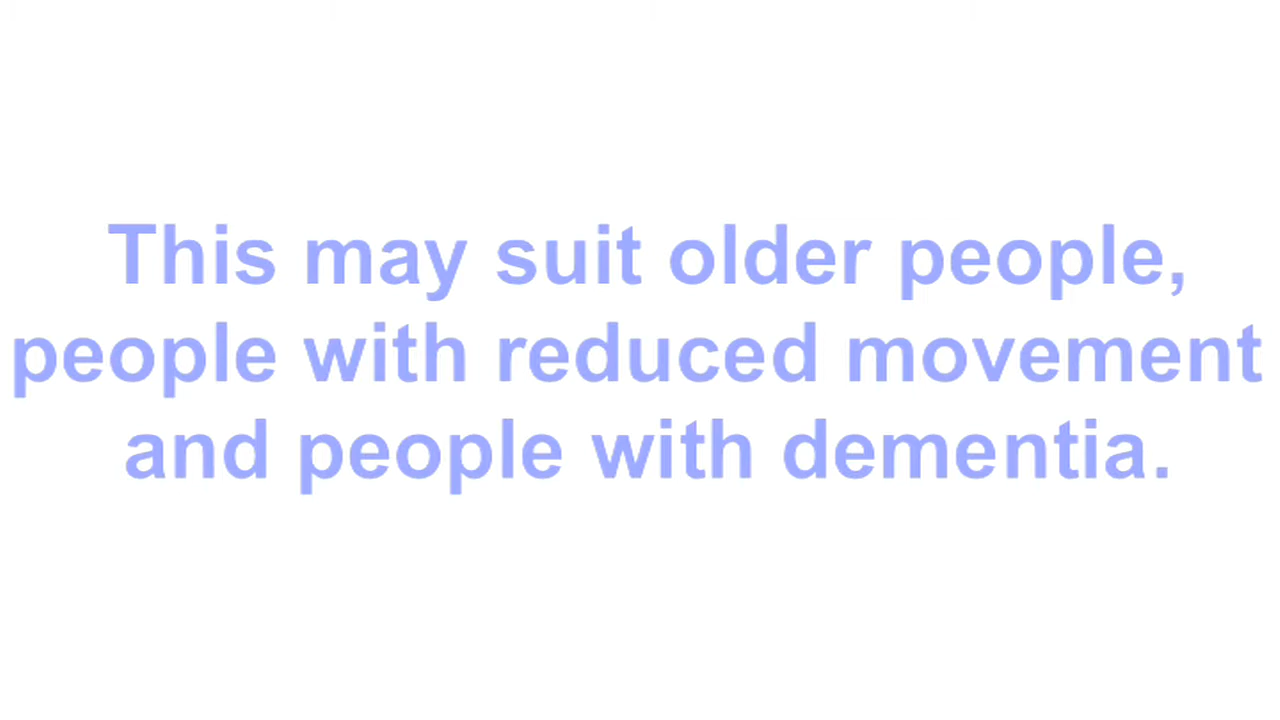 This may suit older people,
people with reduced movement
and people with dementia.